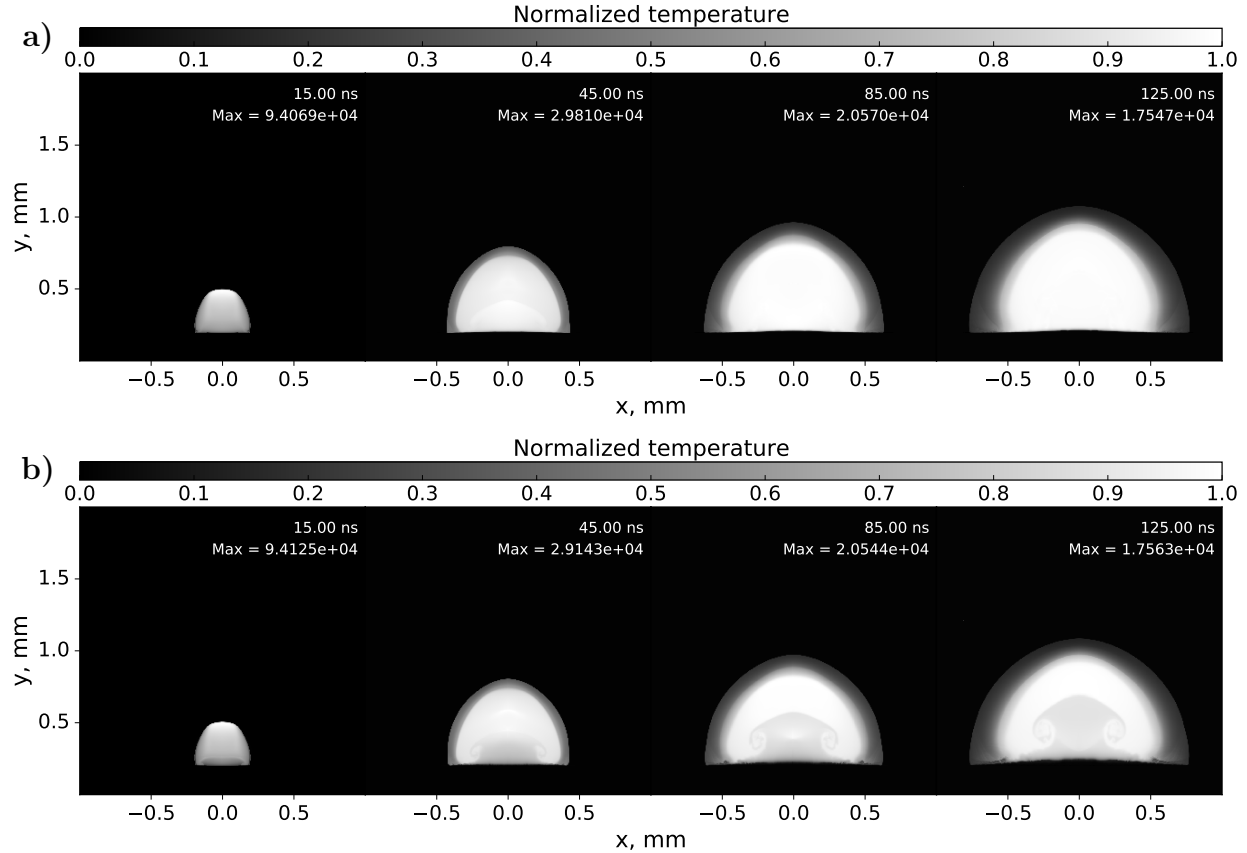 a)
Normalized temperature
0.0 0.1 0.2 0.3 0.4 0.5 0.6 0.7 0.8 0.9 1.0
15.00 ns
Max = 9.4069e+04
45.00 ns
Max = 2.9810e+04
85.00 ns
Max = 2.0570e+04
125.00 ns
Max = 1.7547e+04
y, mm
1.5
1.0
0.5
−0.5 0.0 0.5 −0.5 0.0 0.5 −0.5 0.0 0.5 −0.5 0.0 0.5
x, mm
b)
Normalized temperature
0.0 0.1 0.2 0.3 0.4 0.5 0.6 0.7 0.8 0.9 1.0
15.00 ns
Max = 9.4125e+04
45.00 ns
Max = 2.9143e+04
85.00 ns
Max = 2.0544e+04
125.00 ns
Max = 1.7563e+04
y, mm
1.5
1.0
0.5
−0.5 0.0 0.5 −0.5 0.0 0.5 −0.5 0.0 0.5 −0.5 0.0 0.5
x, mm